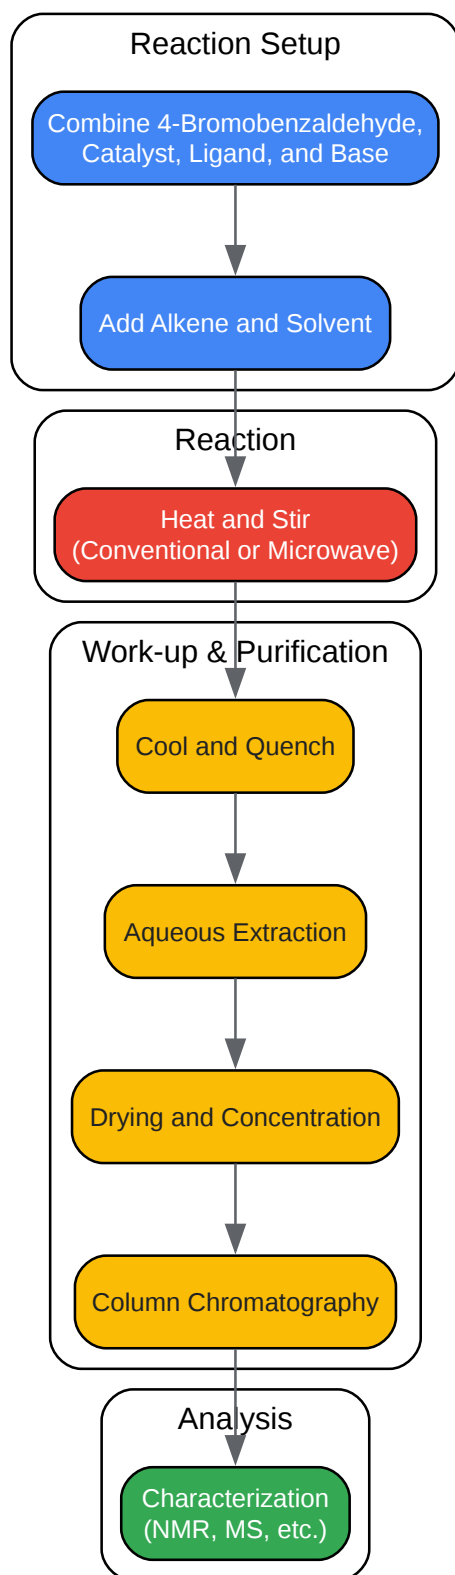 Reaction Setup
Combine 4-Bromobenzaldehyde,
Catalyst, Ligand, and Base
Add Alkene and Solvent
Reaction
Heat and Stir
(Conventional or Microwave)
Work-up & Purification
Cool and Quench
Aqueous Extraction
Drying and Concentration
Column Chromatography
Analysis
Characterization
(NMR, MS, etc.)